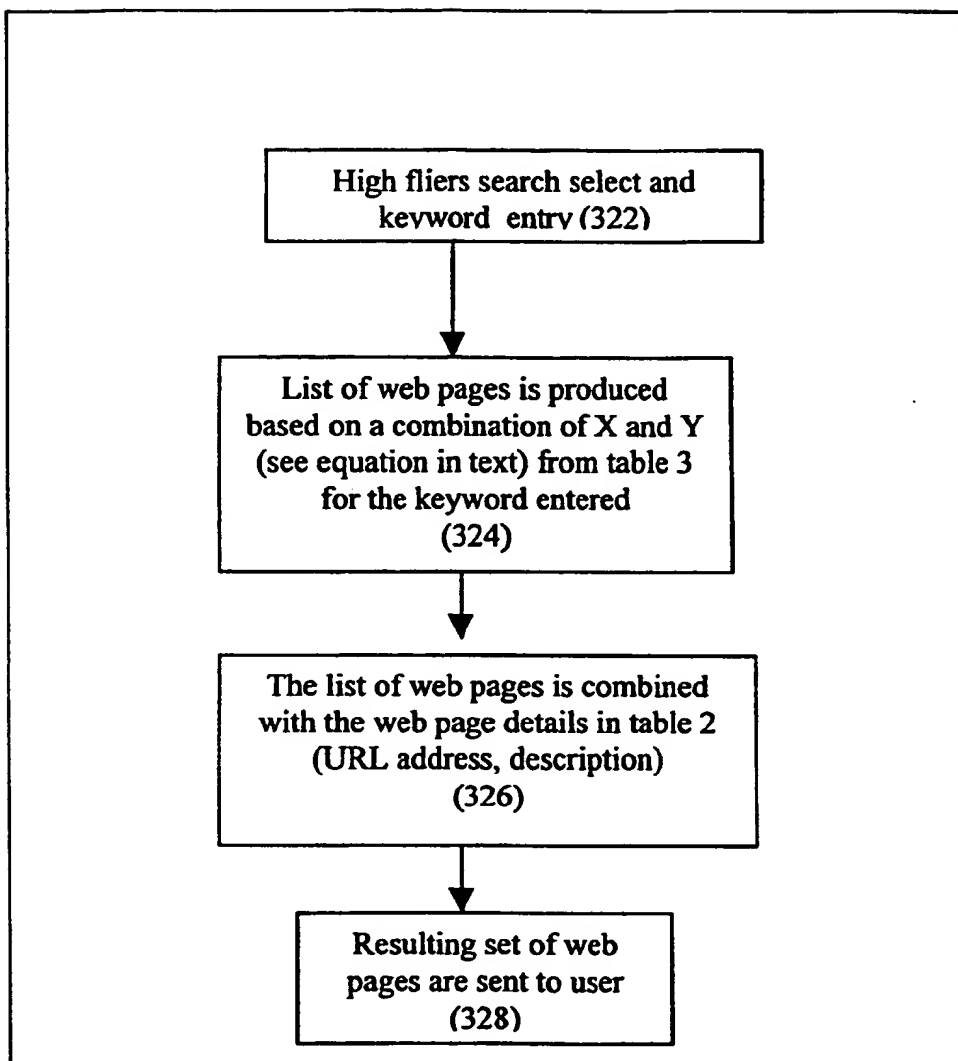 High fliers search select and
keyword entry (322)
List of web pages is produced
based on a combination of X and Y
(see equation in text) from table 3
for the keyword entered
(324)
The list of web pages is combined
with the web page details in table 2
(URL address, description)
(326)
Resulting set of web
pages are sent to user
(328)